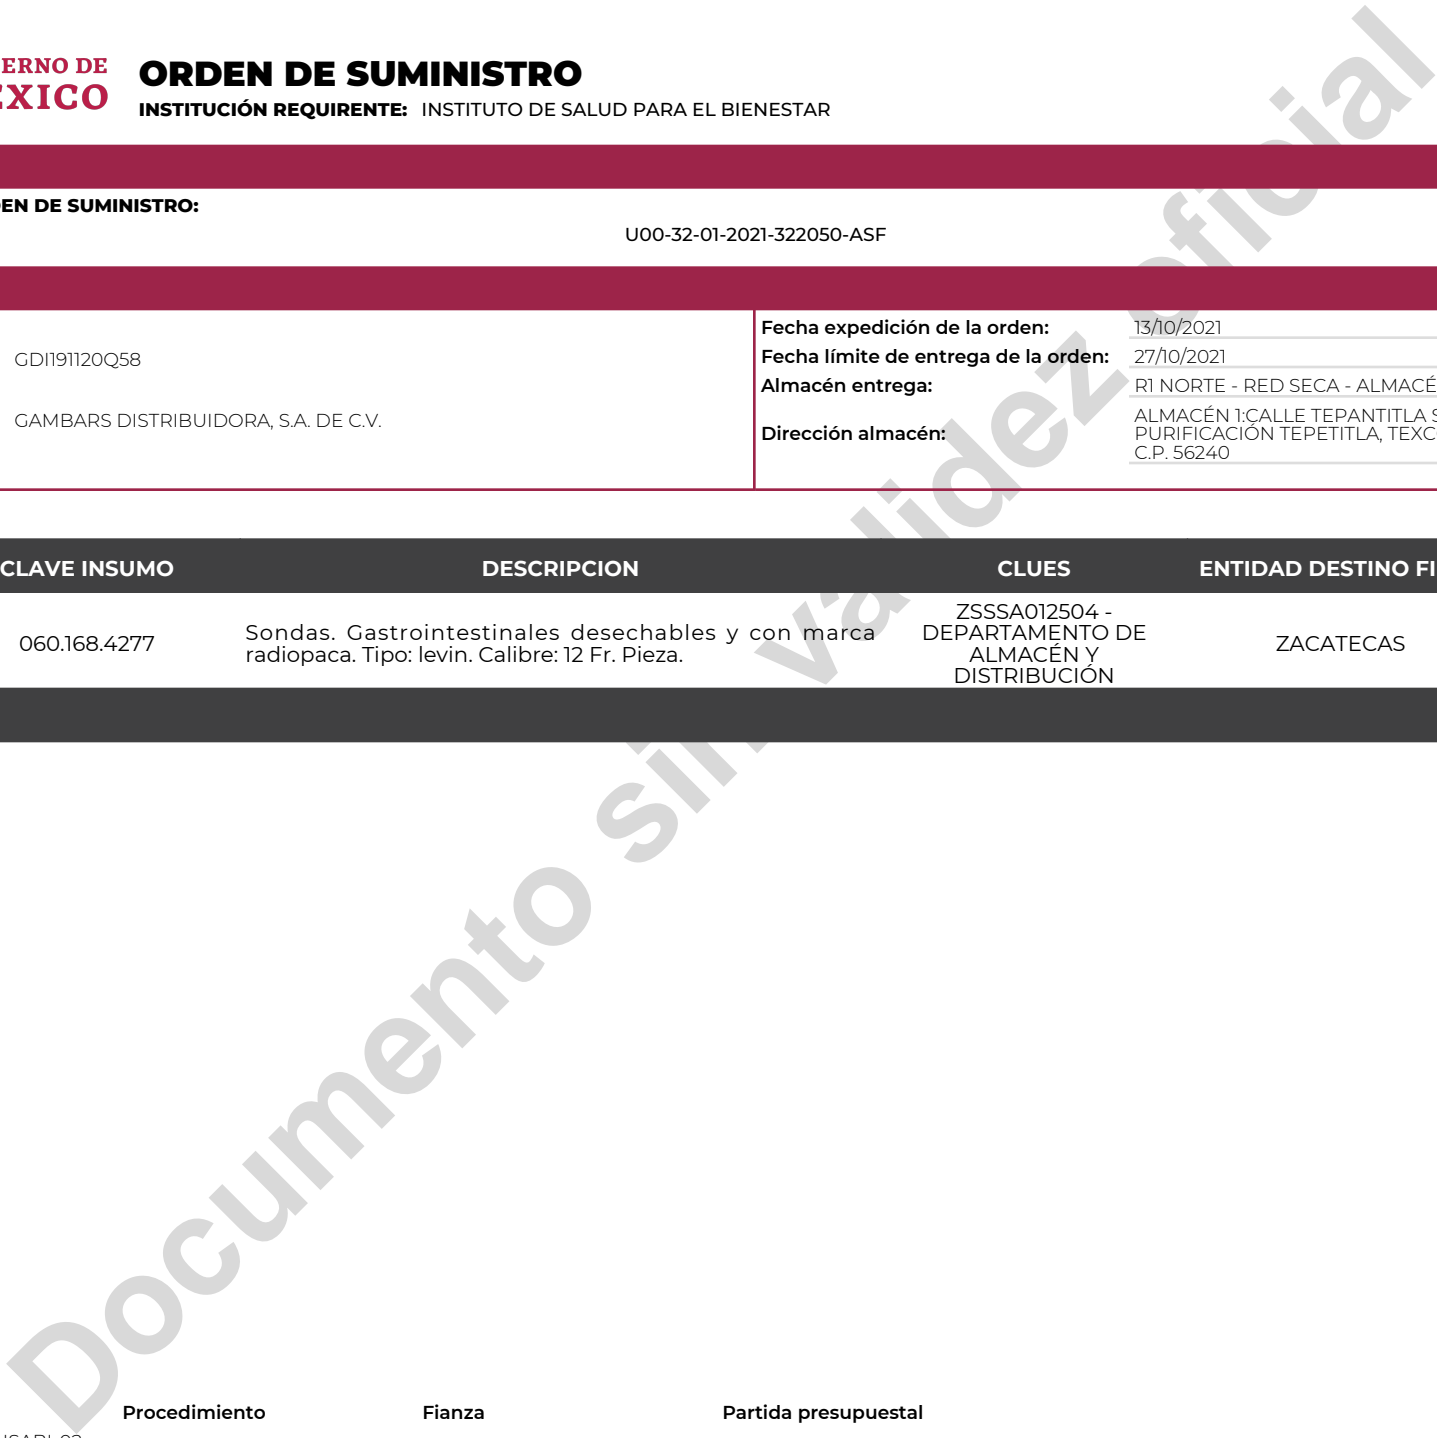 ERNO DE
EXICO
ORDEN DE SUMINISTRO
INSTITUCIÓN REQUIRENTE: INSTITUTO DE SALUD PARA EL BIENESTAR
EN DE SUMINISTRO:
U00-32-01-2021-322050-ASF
GDI191120Q58
GAMBARS DISTRIBUIDORA, S.A. DE C.V.
Fecha expedición de la orden: 13/10/2021
Fecha límite de entrega de la orden: 27/10/2021
Almacén entrega: R1 NORTE - RED SECA - ALMACÉ
Dirección almacén: ALMACÉN 1:CALLE TEPANTITLA S
PURIFICACIÓN TEPETITLA, TEXC
C.P. 56240
CLAVE INSUMO DESCRIPCION CLUES ENTIDAD DESTINO FI
060.168.4277
Sondas. Gastrointestinales desechables y con marca
radiopaca. Tipo: levin. Calibre: 12 Fr. Pieza.
ZSSSA012504 -
DEPARTAMENTO DE
ALMACÉN Y
DISTRIBUCIÓN
ZACATECAS
Documento sin validez oficial
Procedimiento Fianza Partida presupuestal